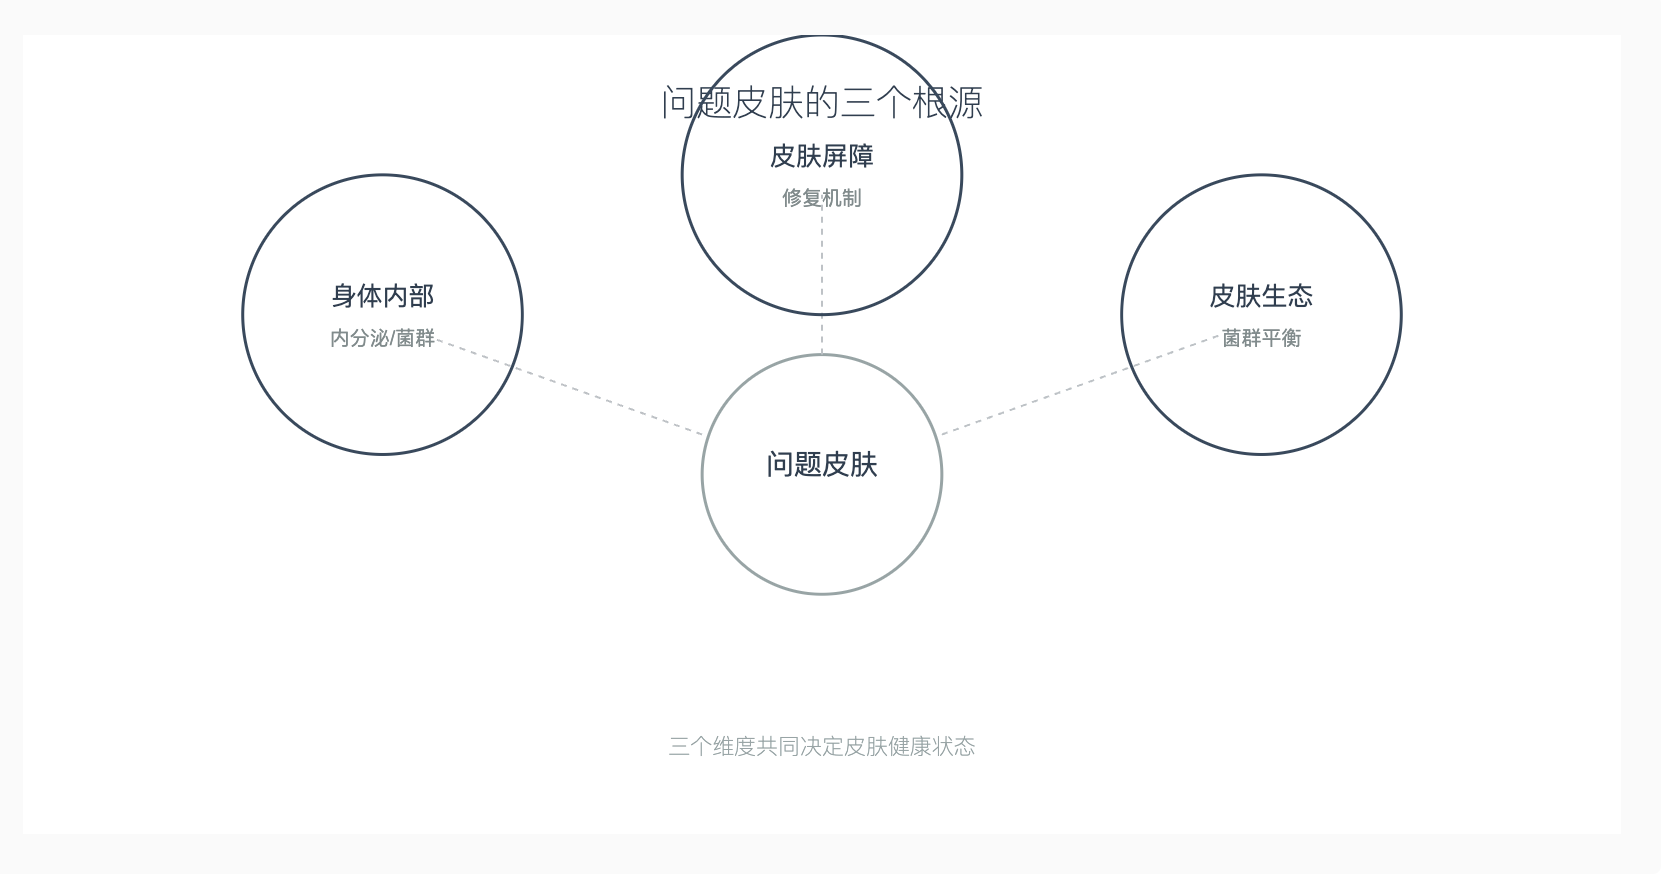 问题皮肤的三个根源
皮肤屏障
修复机制
身体内部
内分泌/菌群
皮肤生态
菌群平衡
问题皮肤
三个维度共同决定皮肤健康状态